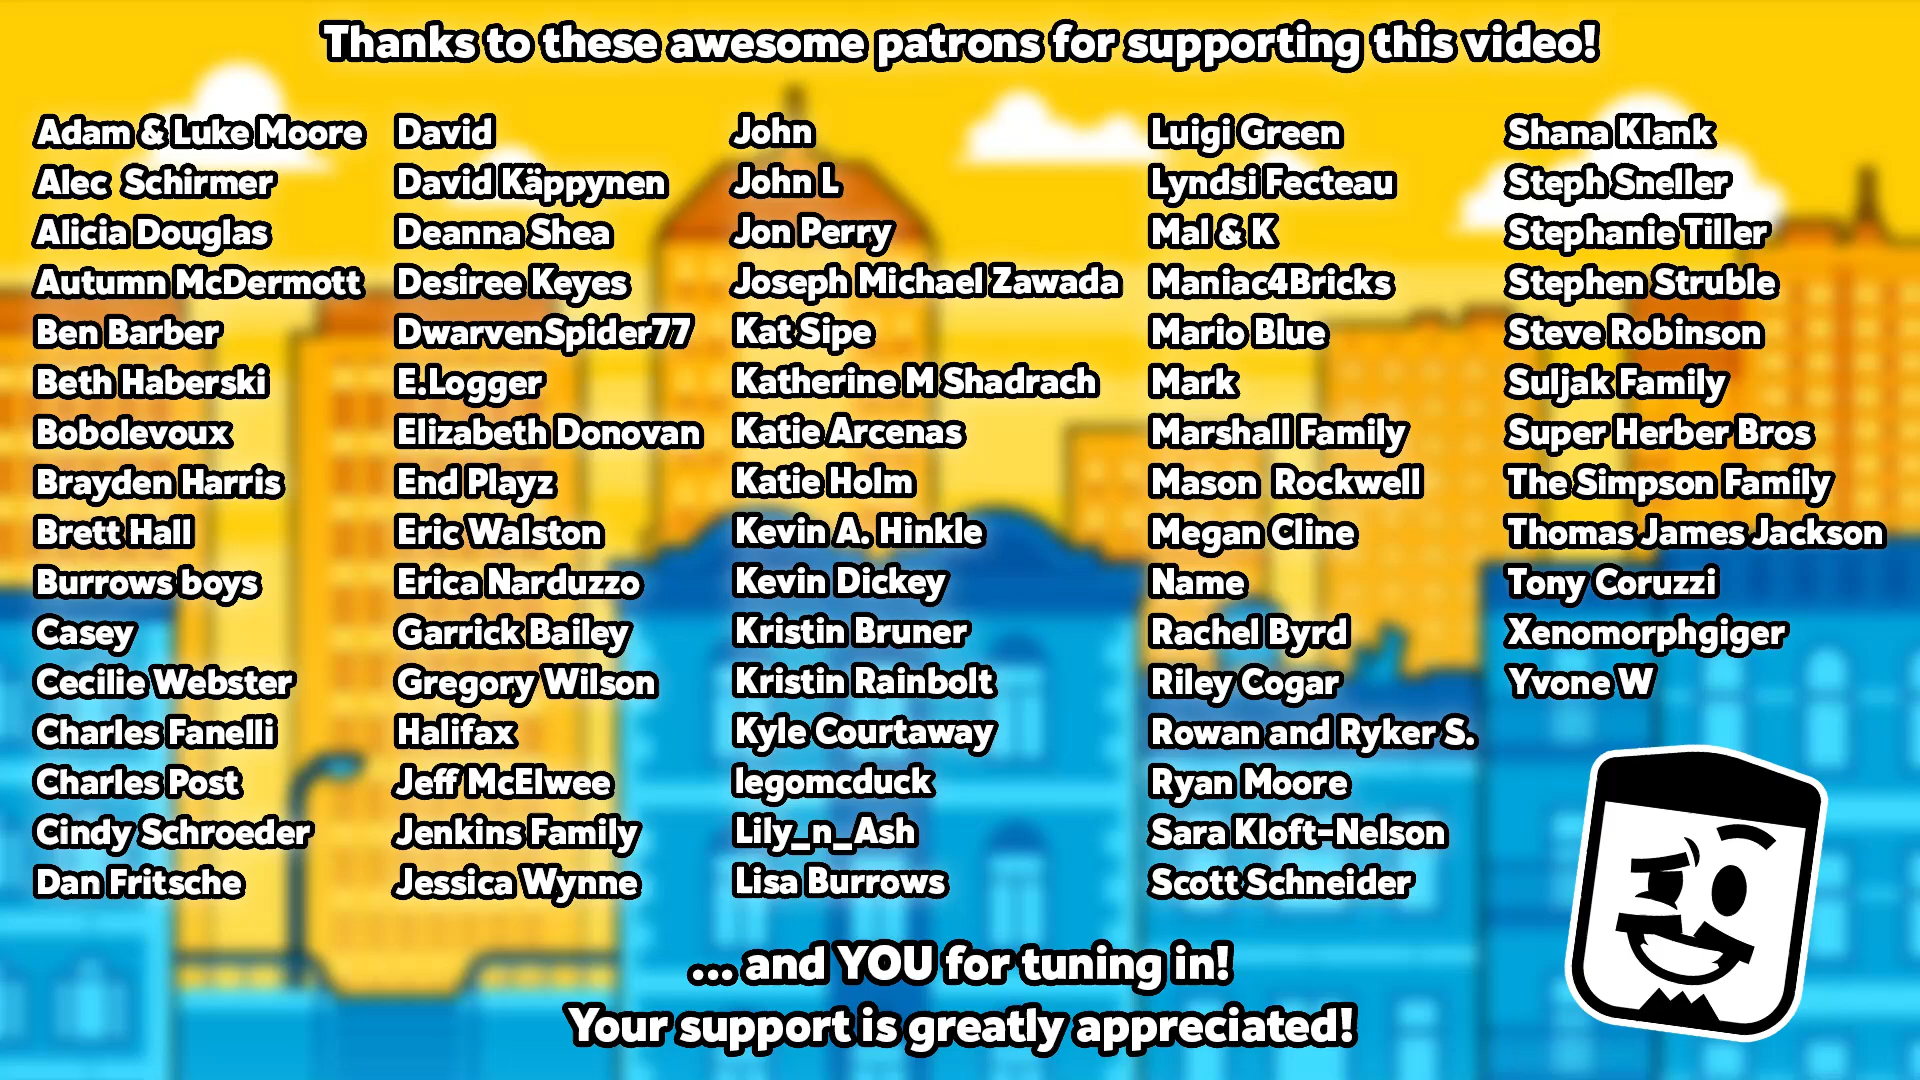 Thanks to these awesome patrons for supporting this video!
Adam & Luke Moore
Alec  Schirmer
Alicia Douglas
Autumn McDermott
Ben Barber
Beth Haberski
Bobolevoux
Brayden Harris
Brett Hall
Burrows boys
Casey
Cecilie Webster
Charles Fanelli
Charles Post
Cindy Schroeder
Dan Fritsche
David
David Käppynen
Deanna Shea
Desiree Keyes
DwarvenSpider77
E.Logger
Elizabeth Donovan
End Playz
Eric Walston
Erica Narduzzo
Garrick Bailey
Gregory Wilson
Halifax
Jeff McElwee
Jenkins Family
Jessica Wynne
John
John L
Jon Perry
Joseph Michael Zawada
Kat Sipe
Katherine M Shadrach
Katie Arcenas
Katie Holm
Kevin A. Hinkle
Kevin Dickey
Kristin Bruner
Kristin Rainbolt
Kyle Courtaway
legomcduck
Lily_n_Ash
Lisa Burrows
Luigi Green
Lyndsi Fecteau
Mal & K
Maniac4Bricks
Mario Blue
Mark
Marshall Family
Mason  Rockwell
Megan Cline
Name
Rachel Byrd
Riley Cogar
Rowan and Ryker S.
Ryan Moore
Sara Kloft-Nelson
Scott Schneider
Shana Klank
Steph Sneller
Stephanie Tiller
Stephen Struble
Steve Robinson
Suljak Family
Super Herber Bros
The Simpson Family
Thomas James Jackson
Tony Coruzzi
Xenomorphgiger
Yvone W
... and YOU for tuning in!
Your support is greatly appreciated!